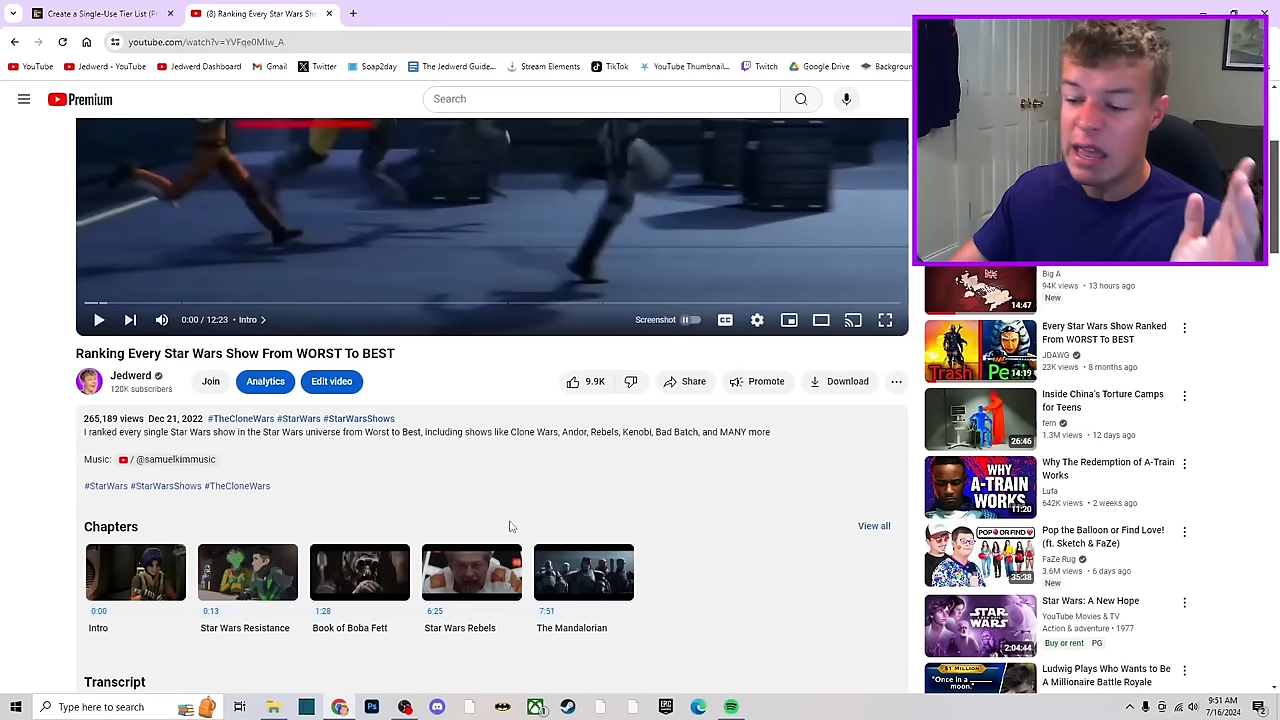 Create a Single-Use Tier List (
(8) Ranking Every Star Wars Sho
youtube.com/watch?v=YVFqe0MIw_A
YouTube
Jedwerd - YouTube
Jedwerd Dashboard
Gmail
Twitter
Soap2day
The Jedwerd Guide...
Stream Elements
TikTok
YouTube Thumbnail...
Twitch
Google Drive
Backgroun
Premium
Search
0:00 / 12:23 • Intro
Screenshot
Ranking Every Star Wars Show From WORST To BEST
Jedwerd
120K subscribers
Join
Analytics
Edit video
9.9K
Share
Promote
Download
265,189 views Dec 21, 2022 #TheCloneWars #StarWars #StarWarsShows
I ranked every single Star Wars show in the Star Wars universe from Worst to Best, including shows like Clone Wars, Andor, Rebels, Kenobi, Bad Batch, and MANY more
Music: / @samuelkimmusic
#StarWars #StarWarsShows #TheCloneWars
Chapters
View all
0:00
Intro
0:13
Star Wars Resistance
1:28
Book of Boba Fett
6:25
Star Wars Rebels
7:51
The Mandalorian
Transcript
Big A
94K views • 13 hours ago
New
14:47
Every Star Wars Show Ranked
From WORST To BEST
JDAWG
23K views • 8 months ago
Trash
14:19
Inside China's Torture Camps
for Teens
fern
1.3M views • 12 days ago
26:46
Why The Redemption of A-Train
Works
Lufa
642K views • 2 weeks ago
WHY
A-TRAIN
WORKS
11:20
Pop the Balloon or Find Love!
(ft. Sketch & FaZe)
FaZe Rug
3.6M views • 6 days ago
New
POP OR FIND
35:38
Star Wars: A New Hope
YouTube Movies & TV
Action & adventure • 1977
Buy or rent PG
STAR
WARS
2:04:44
Ludwig Plays Who Wants to Be
A Millionaire Battle Royale
$1 MILLION
"Once in a ____
moon."
Type here to search
9:51 AM
7/16/2024